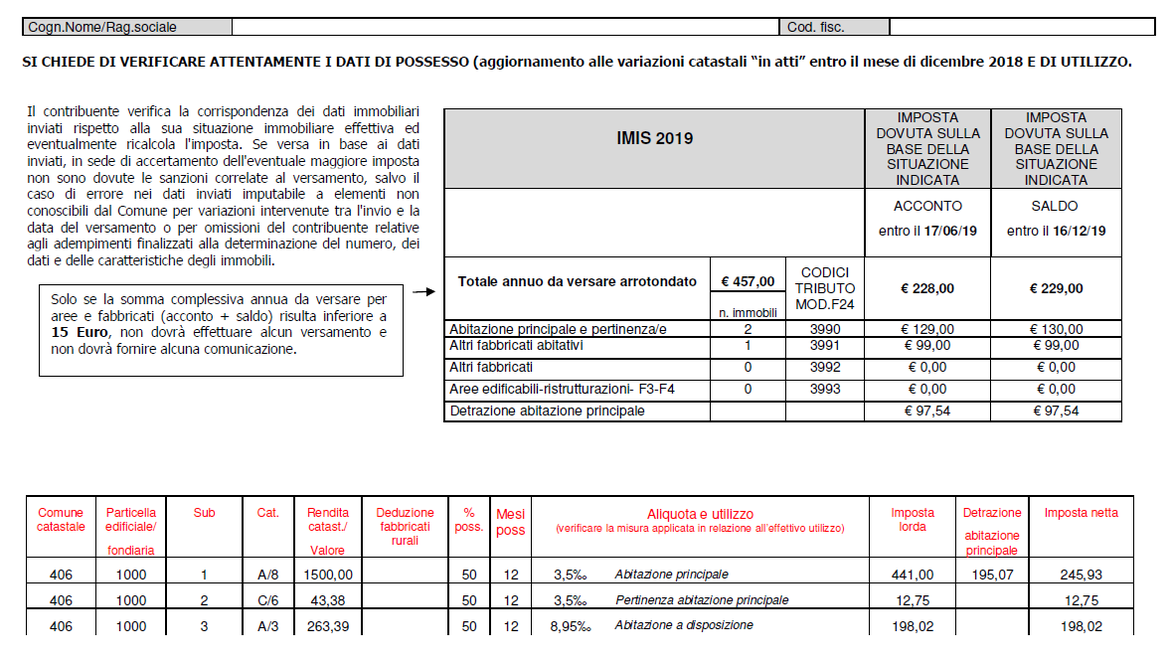 Cogn.Nome/Rag.sociale Cod. fisc.
SI CHIEDE DI VERIFICARE ATTENTAMENTE I DATI DI POSSESSO (aggiornamento alle variazioni catastali “in atti” entro il mese di dicembre 2018 E DI UTILIZZO.
Il contribuente verifica la corrispondenza dei dati immobiliari
inviati rispetto alla sua situazione immobiliare effettiva ed
eventualmente ricalcola l'imposta. Se versa in base ai dati
inviati, in sede di accertamento dell'eventuale maggiore imposta
non sono dovute le sanzioni correlate al versamento, salvo il
caso di errore nei dati inviati imputabile a elementi non
conoscibili dal Comune per variazioni intervenute tra l'invio e la
data del versamento o per omissioni del contribuente relative
agli adempimenti finalizzati alla determinazione del numero, dei
dati e delle caratteristiche degli immobili.
Solo se la somma complessiva annua da versare per
aree e fabbricati (acconto + saldo) risulta inferiore a
15 Euro, non dovrà effettuare alcun versamento e
non dovrà fornire alcuna comunicazione.
IMIS 2019
IMPOSTA
DOVUTA SULLA
BASE DELLA
SITUAZIONE
INDICATA
IMPOSTA
DOVUTA SULLA
BASE DELLA
SITUAZIONE
INDICATA
ACCONTO
entro il 17/06/19
SALDO
entro il 16/12/19
Totale annuo da versare arrotondato
€ 457,00
n. immobili
CODICI
TRIBUTO
MOD.F24
€ 228,00
€ 229,00
Abitazione principale e pertinenza/e 2 3990 € 129,00 € 130,00
Altri fabbricati abitativi 1 3991 € 99,00 € 99,00
Altri fabbricati 0 3992 € 0,00 € 0,00
Aree edificabili-ristrutturazioni- F3-F4 0 3993 € 0,00 € 0,00
Detrazione abitazione principale € 97,54 € 97,54
Comune
catastale
Particella
edificiale/
fondiaria
Sub
Cat.
Rendita
catast./
Valore
Deduzione
fabbricati
rurali
%
poss.
Mesi
poss
Aliquota e utilizzo
(verificare la misura applicata in relazione all'effettivo utilizzo)
Imposta
lorda
Detrazione
abitazione
principale
Imposta netta
406 1000 1 A/8 1500,00 50 12 3,5‰ Abitazione principale 441,00 195,07 245,93
406 1000 2 C/6 43,38 50 12 3,5‰ Pertinenza abitazione principale 12,75 12,75
406 1000 3 A/3 263,39 50 12 8,95‰ Abitazione a disposizione 198,02 198,02